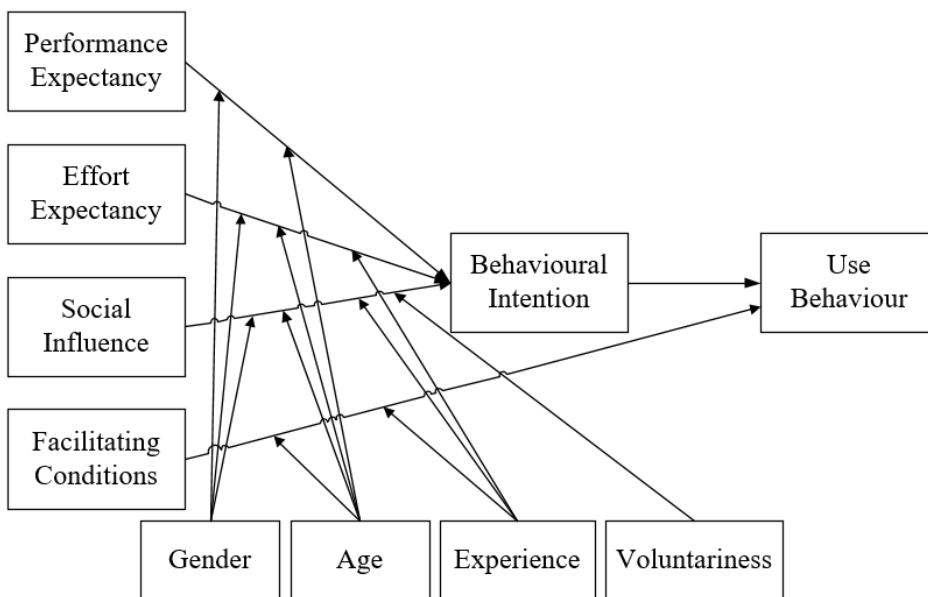 Performance
Expectancy
Effort
Expectancy
Social
Influence
Facilitating
Conditions
Behavioural
Intention
Use
Behaviour
Gender
Age
Experience
Voluntariness